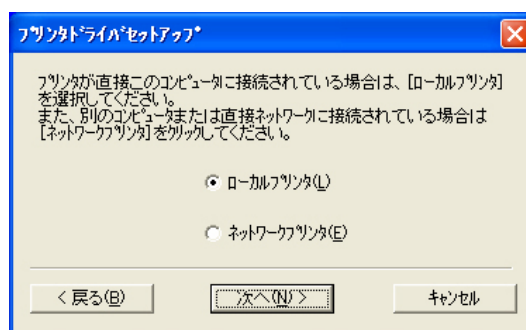 プリンタドライバセットアップ
プリンタが直接このコンピュータに接続されている場合は、[ローカルプリンタ]
を選択してください。
また、別のコンピュータまたは直接ネットワークに接続されている場合は
[ネットワークプリンタ]をクリックしてください。
ローカルプリンタ(L)
ネットワークプリンタ(E)
< 戻る(B)
次へ(N) >
キャンセル